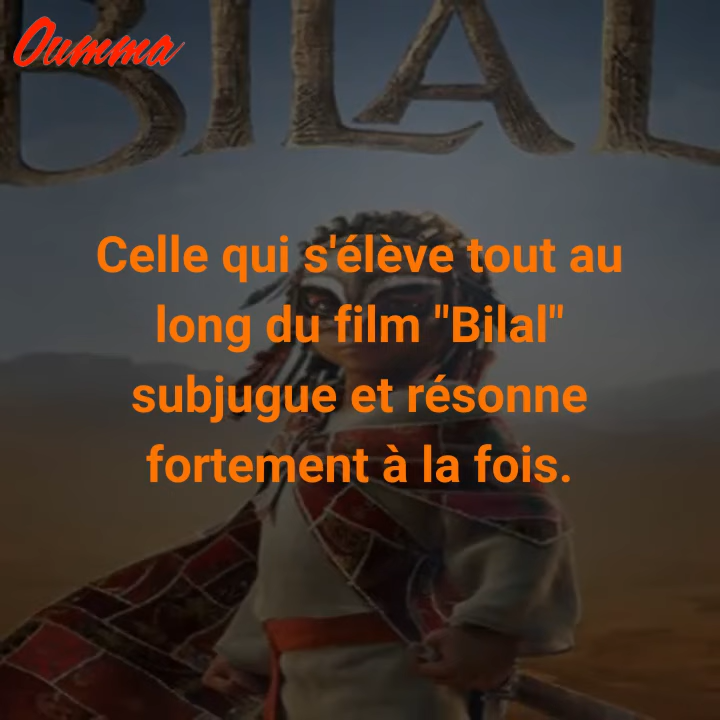 BILAL
Oumma
Celle qui s'élève tout au
long du film "Bilal"
subjugue et résonne
fortement à la fois.